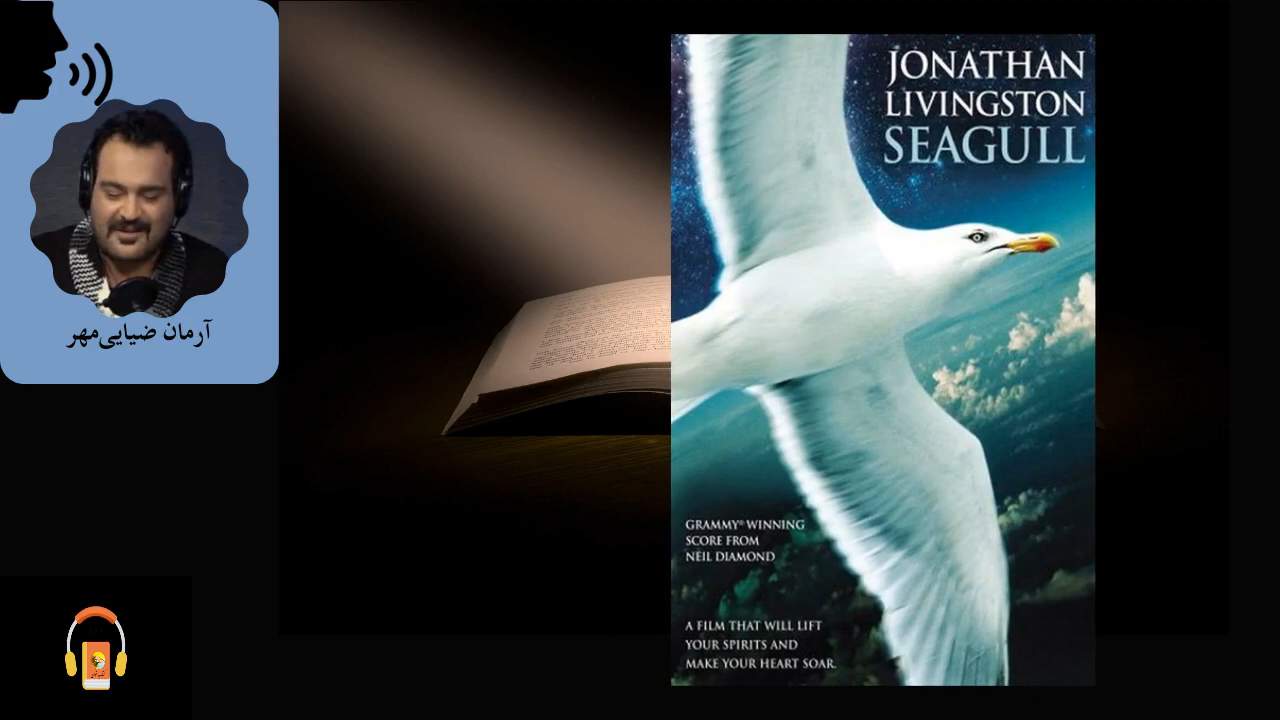 آرمان ضیایی‌مهر
JONATHAN
LIVINGSTON
SEAGULL
GRAMMY® WINNING
SCORE FROM
NEIL DIAMOND
A FILM THAT WILL LIFT
YOUR SPIRITS AND
MAKE YOUR HEART SOAR.